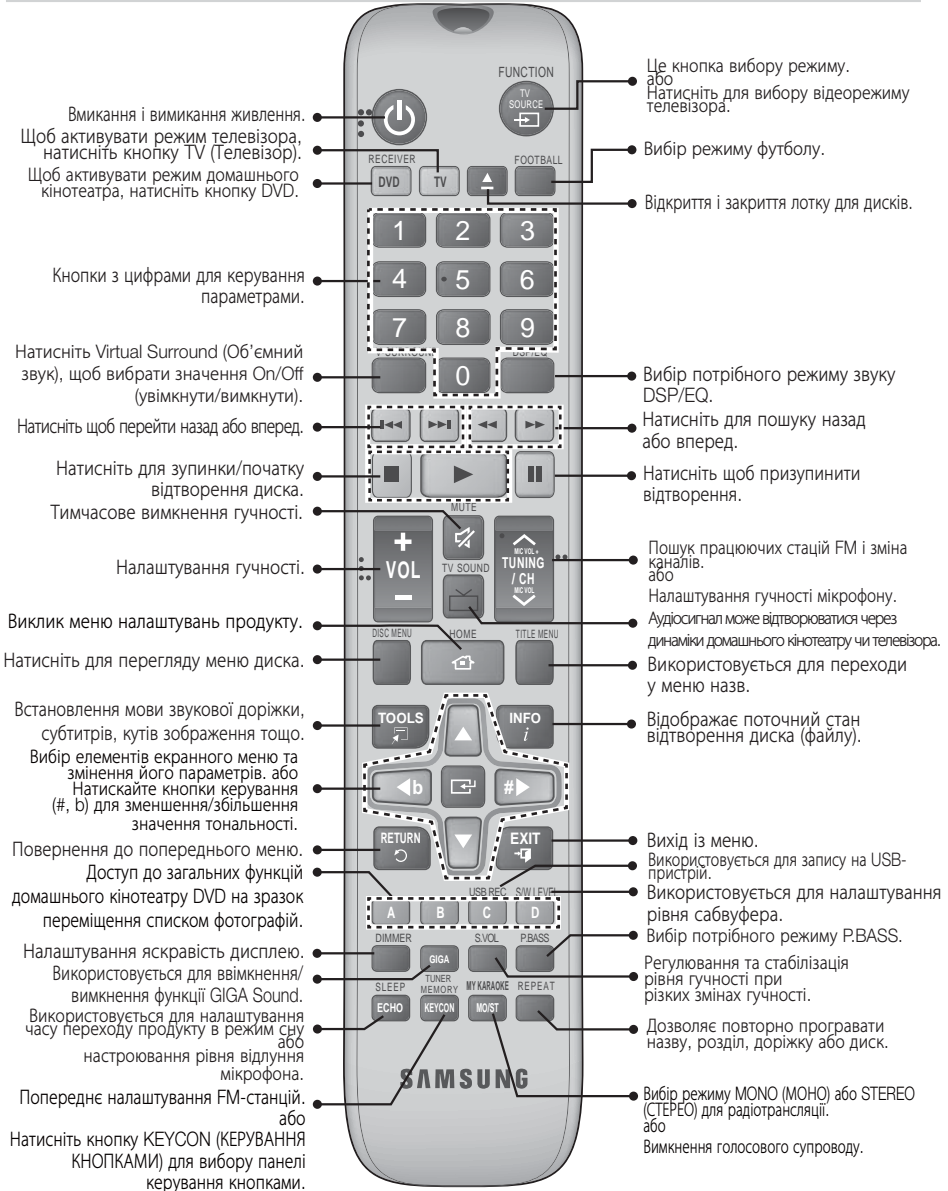 Вмикання і вимикання живлення.
Щоб активувати режим телевізора,
натисніть кнопку TV (Телевізор).
Щоб активувати режим домашнього
кінотеатра, натисніть кнопку DVD.
Кнопки з цифрами для керування
параметрами.
Натисніть Virtual Surround (Об’ємний
звук), щоб вибрати значення On/Off
(увімкнути/вимкнути).
Натисніть щоб перейти назад або вперед.
Натисніть для зупинки/початку
відтворення диска.
Тимчасове вимкнення гучності.
Налаштування гучності.
Виклик меню налаштувань продукту.
Натисніть для перегляду меню диска.
Встановлення мови звукової доріжки,
субтитрів, кутів зображення тощо.
Вибір елементів екранного меню та
змінення його параметрів. або
Натискайте кнопки керування
(#, b) для зменшення/збільшення
значення тональності.
Повернення до попереднього меню.
Доступ до загальних функцій
домашнього кінотеатру DVD на зразок
переміщення списком фотографій.
Налаштування яскравість дисплею.
Використовується для ввімкнення/
вимкнення функції GIGA Sound.
Використовується для налаштування
часу переходу продукту в режим сну
або
настроювання рівня відлуння
мікрофона.
Попереднє налаштування FM-станцій.
або
Натисніть кнопку KEYCON (КЕРУВАННЯ
КНОПКАМИ) для вибору панелі
керування кнопками.
FUNCTION
TV
SOURCE
RECEIVER
FOOTBALL
DVD
TV
1
2
3
4
5
6
7
8
9
V-SURROUND
DSP/EQ
0
MUTE
+
VOL
-
MIC VOL +
TUNING
/ CH
MIC VOL
TV SOUND
DISC MENU
HOME
TITLE MENU
TOOLS
INFO
i
b
#
RETURN
EXIT
USB REC
S/W LEVEL
A
B
C
D
DIMMER
S.VOL
P.BASS
GIGA
SLEEP
TUNER
MEMORY
MY KARAOKE
REPEAT
ECHO
KEYCON
MO/ST
SAMSUNG
Це кнопка вибору режиму.
або
Натисніть для вибору відеорежиму
телевізора.
Вибір режиму футболу.
Відкриття і закриття лотку для дисків.
Вибір потрібного режиму звуку
DSP/EQ.
Натисніть для пошуку назад
або вперед.
Натисніть щоб призупинити
відтворення.
Пошук працюючих стацій FM і зміна
каналів.
або
Налаштування гучності мікрофону.
Аудіосигнал може відтворюватися через
динаміки домашнього кінотеатру чи телевізора.
Використовується для переходи
у меню назв.
Відображає поточний стан
відтворення диска (файлу).
Вихід із меню.
Використовується для запису на USB-
пристрій.
Використовується для налаштування
рівня сабвуфера.
Вибір потрібного режиму P.BASS.
Регулювання та стабілізація
рівня гучності при
різких змінах гучності.
Дозволяє повторно програвати
назву, розділ, доріжку або диск.
Вибір режиму MONO (МОНО) або STEREO
(СТЕРЕО) для радіотрансляції.
або
Вимкнення голосового супроводу.